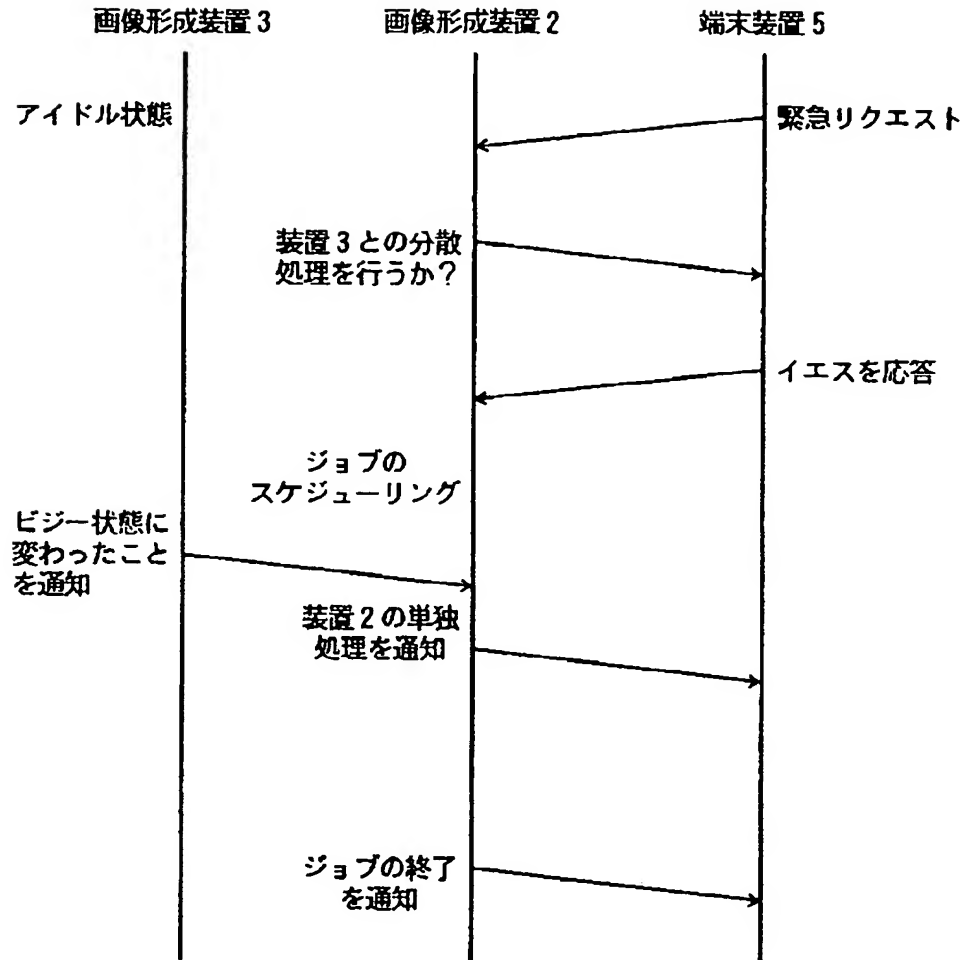 画像形成装置3
画像形成装置2
端末装置5
アイドル状態
緊急リクエスト
装置3との分散
処理を行うか?
イエスを応答
ジョブの
スケジューリング
ビジー状態に
変わったこと
を通知
装置2の単独
処理を通知
ジョブの終了
を通知